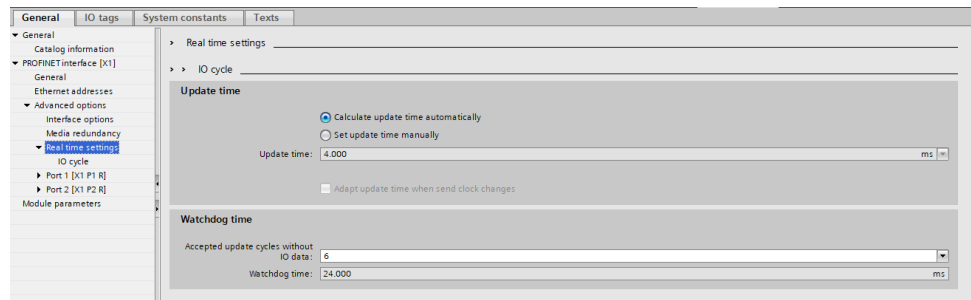 General
IO tags
System constants
Texts
General
Catalog information
PROFINET interface [X1]
General
Ethernet addresses
Advanced options
Interface options
Media redundancy
Real time settings
IO cycle
Port 1 [X1 P1 R]
Port 2 [X1 P2 R]
Module parameters
Real time settings
IO cycle
Update time
Calculate update time automatically
Set update time manually
Update time: 4.000 ms
Adapt update time when send clock changes
Watchdog time
Accepted update cycles without
IO data: 6
Watchdog time: 24.000 ms